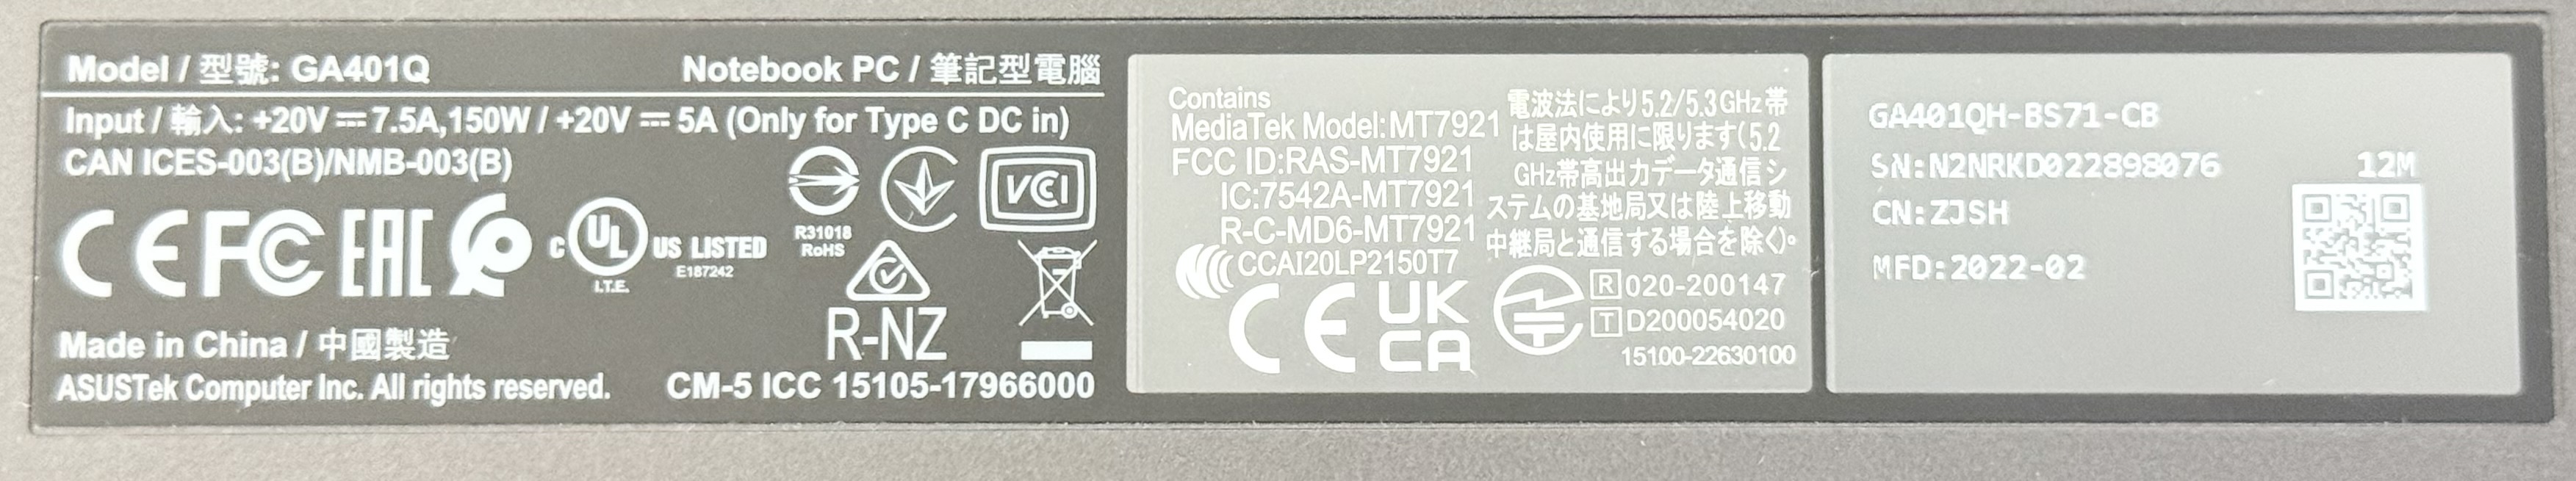 Model / 型號: GA401Q
Notebook PC / 筆記型電腦
Input / 輸入: +20V ⎓ 7.5A,150W / +20V ⎓ 5A (Only for Type C DC in)
CAN ICES-003(B)/NMB-003(B)
CE FC EAC
C UL US LISTED
I.T.E.
E187242
R31018
RoHS
VCCI
R-NZ
Made in China / 中國製造
ASUSTek Computer Inc. All rights reserved.
CM-5 ICC 15105-17966000
Contains
MediaTek Model:MT7921
FCC ID:RAS-MT7921
IC:7542A-MT7921
R-C-MD6-MT7921
CCAI20LP2150T7
CE UK
CA
電波法により5.2/5.3GHz帯
は屋内使用に限ります(5.2
GHz帯高出力データ通信シ
ステムの基地局又は陸上移動
中継局と通信する場合を除く)。
R 020-200147
T D200054020
15100-22630100
GA401QH-BS71-CB
SN:N2NRKD022898076
12M
CN:ZJSH
MFD:2022-02